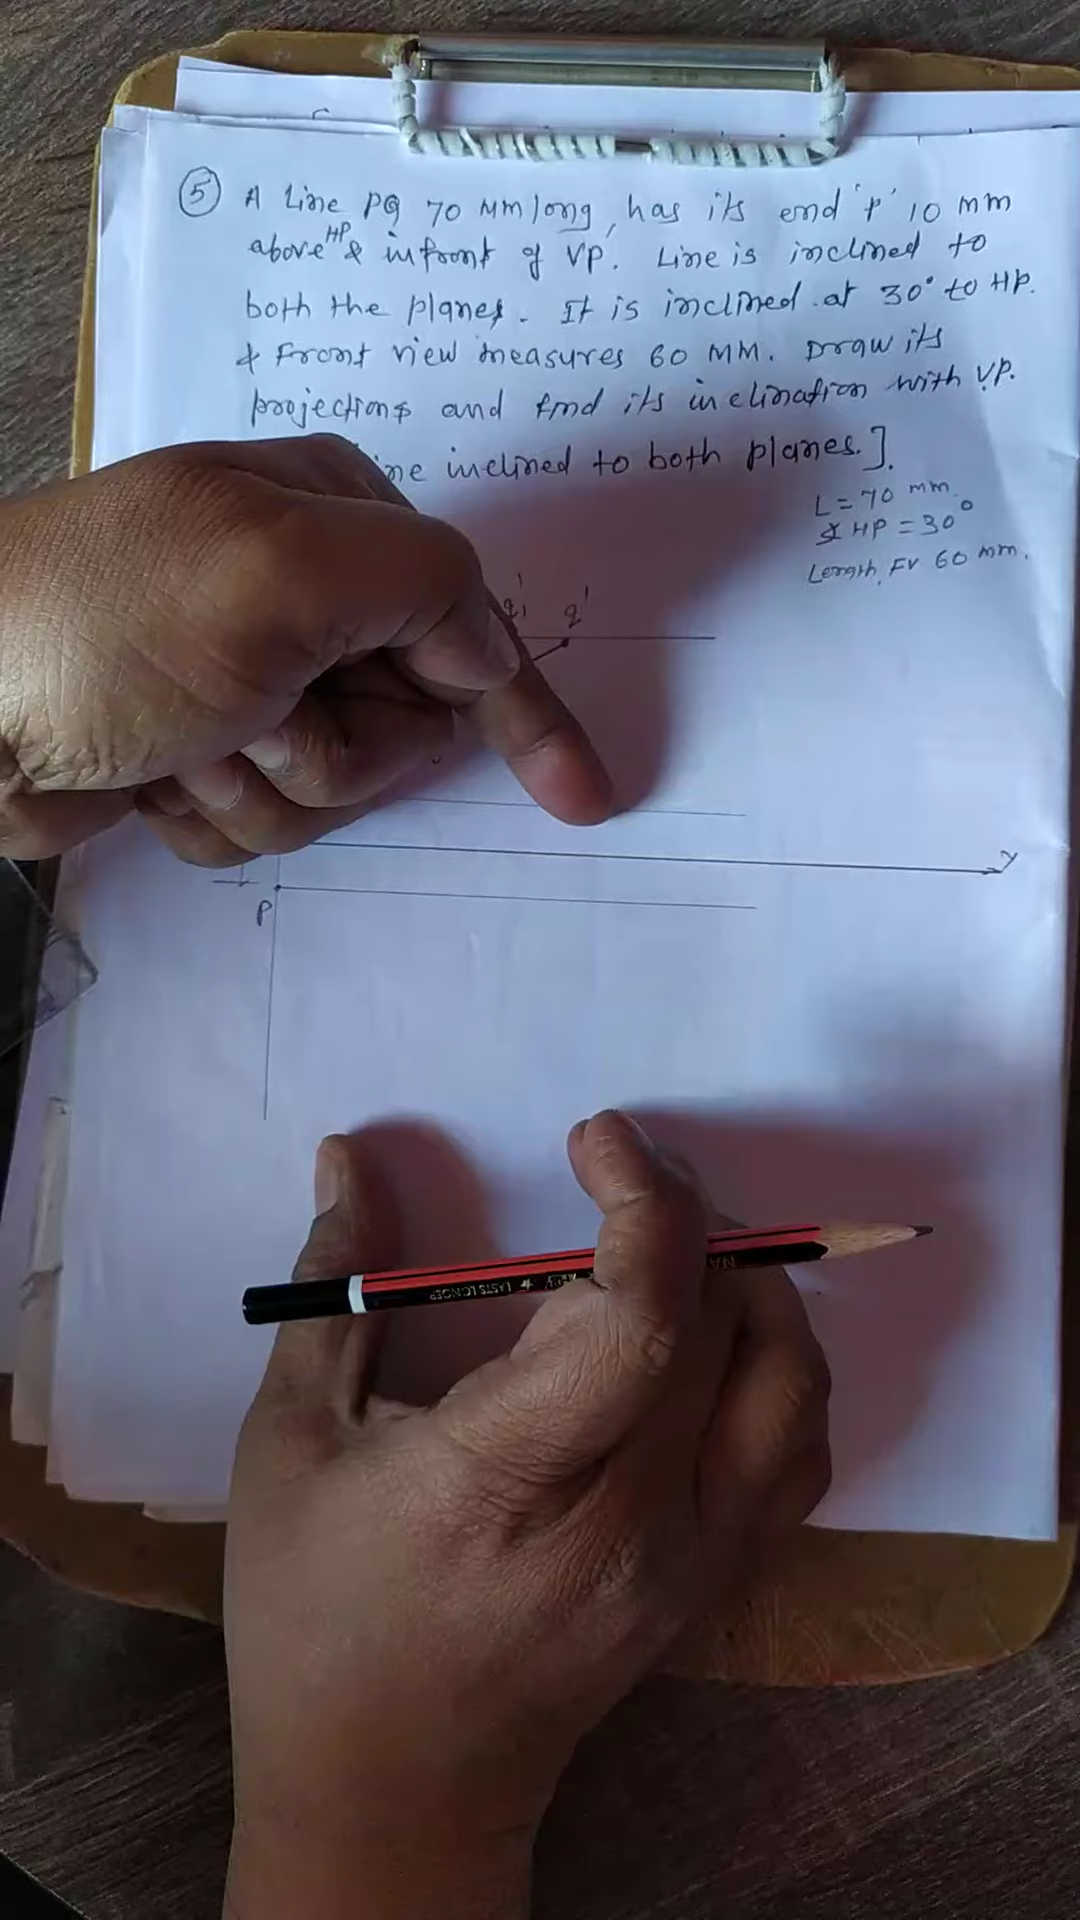 5 A Line PQ 70 mm long, has its end 'p' 10 mm
above HP & infront of VP. Line is inclined to
both the planes. It is inclined at 30° to HP.
& Front view measures 60 MM. Draw its
projections and find its inclination with VP.
inclined to both planes.].
L = 70 mm
∡ HP = 30°
Length FV 60 mm.
q1' q'
y
P
LASTS LONGER